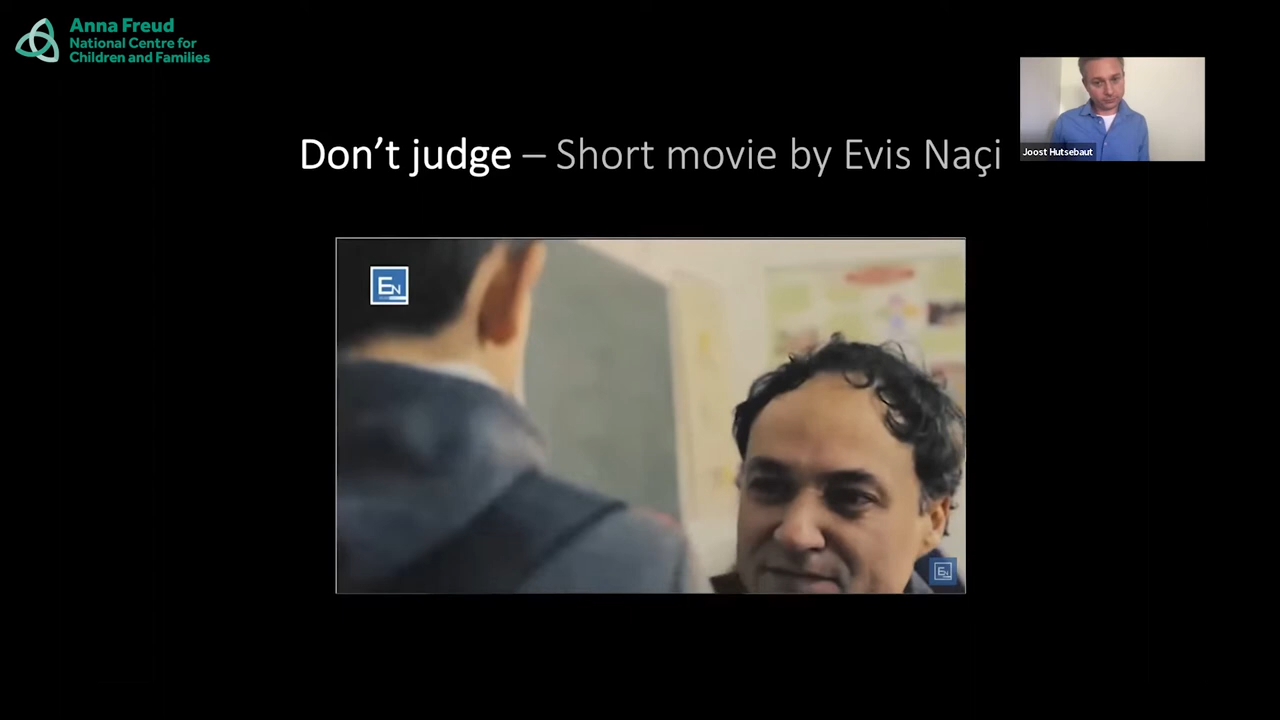 Anna Freud
National Centre for
Children and Families
Don't judge – Short movie by Evis Naçi
Joost Hutsebaut
EN
EN